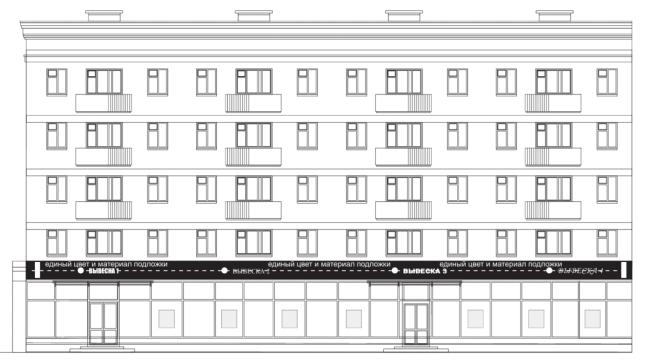 единый цвет и материал подложки
единый цвет и материал подложки
единый цвет и материал подложки
ВЫВЕСКА 1
ВЫВЕСКА 2
ВЫВЕСКА 3
ВЫВЕСКА 4